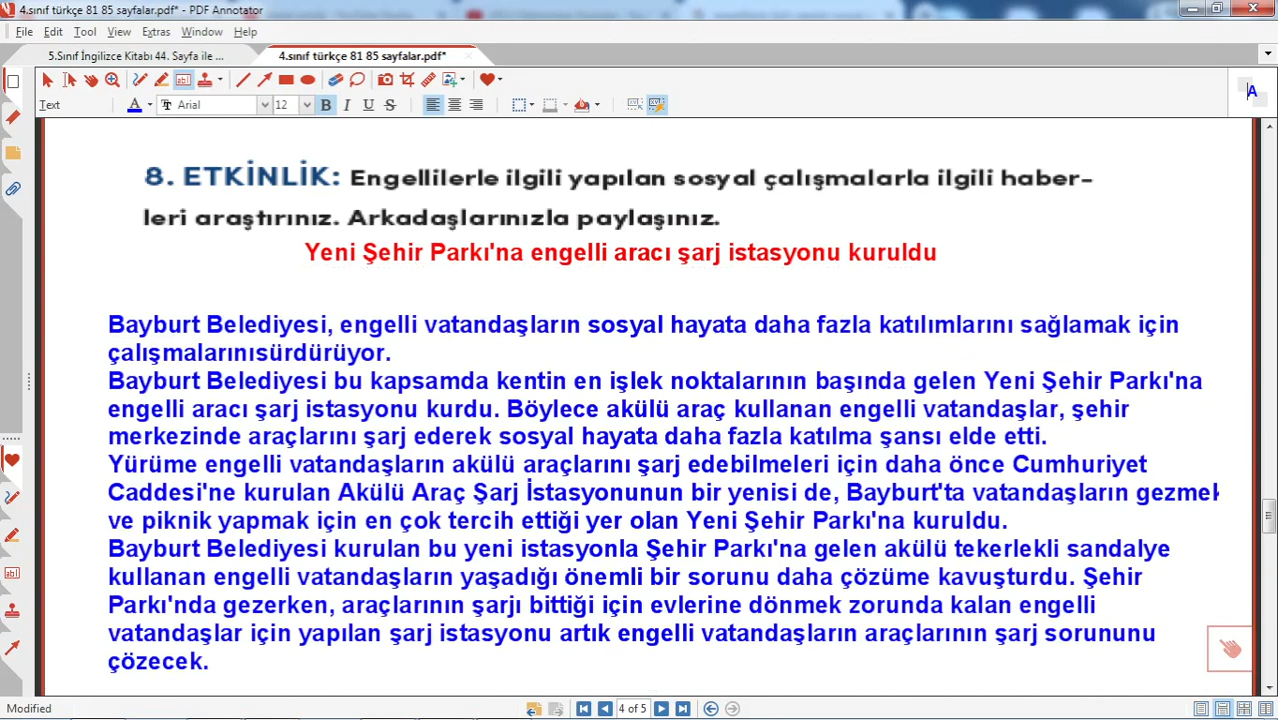 4.sınıf türkçe 81 85 sayfalar.pdf* - PDF Annotator
File Edit Tool View Extras Window Help
5.Sınıf İngilizce Kitabı 44. Sayfa ile ... 4.sınıf türkçe 81 85 sayfalar.pdf*
Text A Arial 12 B I U S
A
8. ETKİNLİK: Engellilerle ilgili yapılan sosyal çalışmalarla ilgili haber-
leri araştırınız. Arkadaşlarınızla paylaşınız.
Yeni Şehir Parkı'na engelli aracı şarj istasyonu kuruldu
Bayburt Belediyesi, engelli vatandaşların sosyal hayata daha fazla katılımlarını sağlamak için
çalışmalarınısürdürüyor.
Bayburt Belediyesi bu kapsamda kentin en işlek noktalarının başında gelen Yeni Şehir Parkı'na
engelli aracı şarj istasyonu kurdu. Böylece akülü araç kullanan engelli vatandaşlar, şehir
merkezinde araçlarını şarj ederek sosyal hayata daha fazla katılma şansı elde etti.
Yürüme engelli vatandaşların akülü araçlarını şarj edebilmeleri için daha önce Cumhuriyet
Caddesi'ne kurulan Akülü Araç Şarj İstasyonunun bir yenisi de, Bayburt'ta vatandaşların gezmek
ve piknik yapmak için en çok tercih ettiği yer olan Yeni Şehir Parkı'na kuruldu.
Bayburt Belediyesi kurulan bu yeni istasyonla Şehir Parkı'na gelen akülü tekerlekli sandalye
kullanan engelli vatandaşların yaşadığı önemli bir sorunu daha çözüme kavuşturdu. Şehir
Parkı'nda gezerken, araçlarının şarjı bittiği için evlerine dönmek zorunda kalan engelli
vatandaşlar için yapılan şarj istasyonu artık engelli vatandaşların araçlarının şarj sorununu
çözecek.
Modified 4 of 5